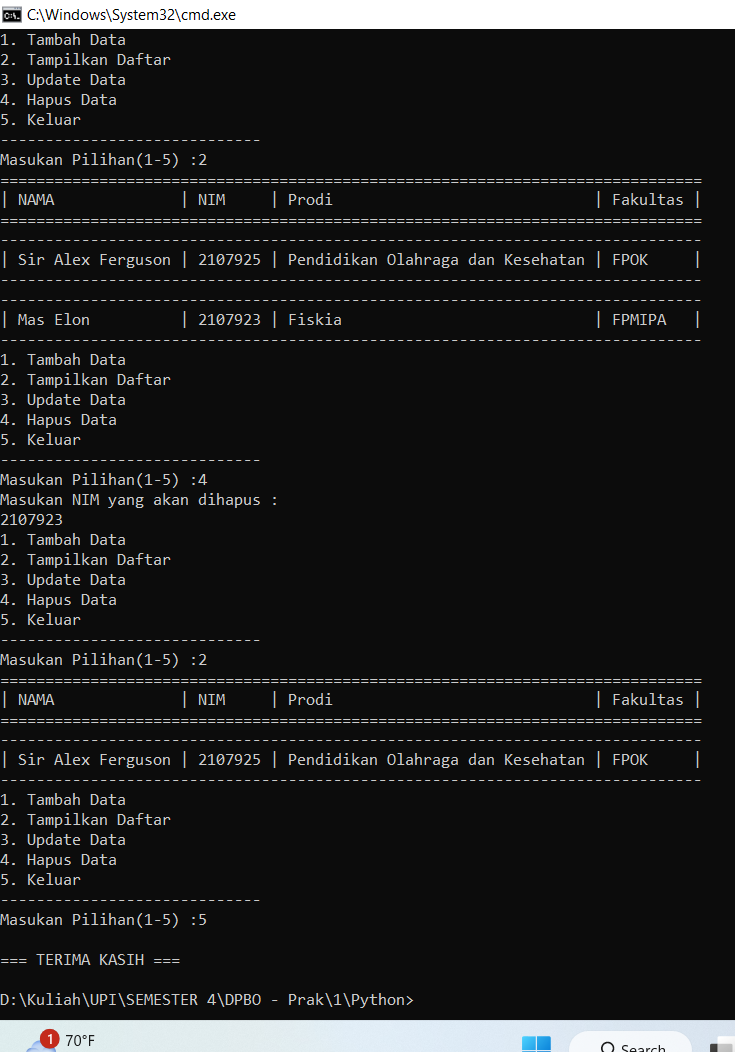 C:\Windows\System32\cmd.exe
1. Tambah Data
2. Tampilkan Daftar
3. Update Data
4. Hapus Data
5. Keluar
-----------------------------
Masukan Pilihan(1-5) :2
==============================================================================
| NAMA              | NIM     | Prodi                             | Fakultas |
==============================================================================
------------------------------------------------------------------------------
| Sir Alex Ferguson | 2107925 | Pendidikan Olahraga dan Kesehatan | FPOK     |
------------------------------------------------------------------------------
------------------------------------------------------------------------------
| Mas Elon          | 2107923 | Fiskia                            | FPMIPA   |
------------------------------------------------------------------------------
1. Tambah Data
2. Tampilkan Daftar
3. Update Data
4. Hapus Data
5. Keluar
-----------------------------
Masukan Pilihan(1-5) :4
Masukan NIM yang akan dihapus :
2107923
1. Tambah Data
2. Tampilkan Daftar
3. Update Data
4. Hapus Data
5. Keluar
-----------------------------
Masukan Pilihan(1-5) :2
==============================================================================
| NAMA              | NIM     | Prodi                             | Fakultas |
==============================================================================
------------------------------------------------------------------------------
| Sir Alex Ferguson | 2107925 | Pendidikan Olahraga dan Kesehatan | FPOK     |
------------------------------------------------------------------------------
1. Tambah Data
2. Tampilkan Daftar
3. Update Data
4. Hapus Data
5. Keluar
-----------------------------
Masukan Pilihan(1-5) :5

=== TERIMA KASIH ===

D:\Kuliah\UPI\SEMESTER 4\DPBO - Prak\1\Python>
1 70°F
Search